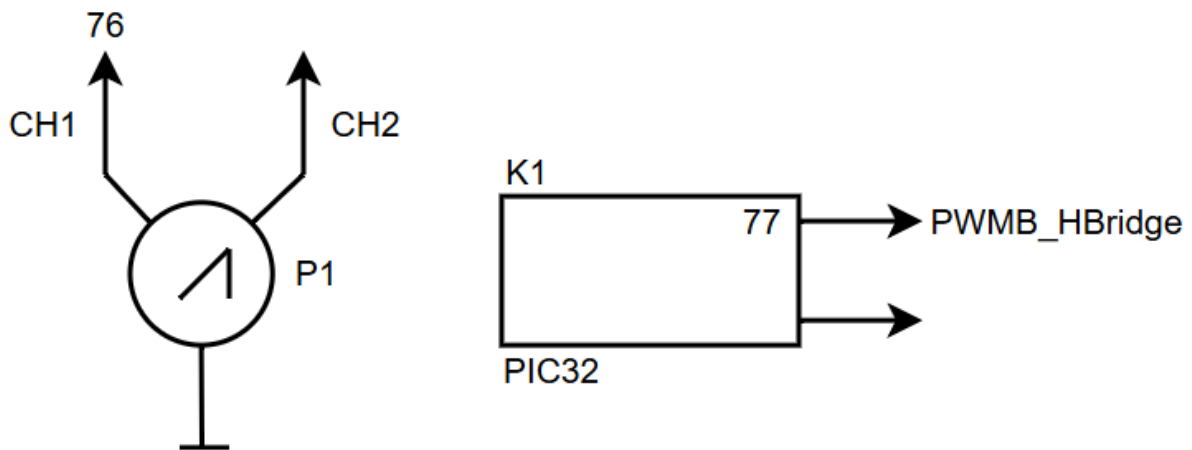 76
CH1
CH2
P1
K1
77
PWMB_HBridge
PIC32